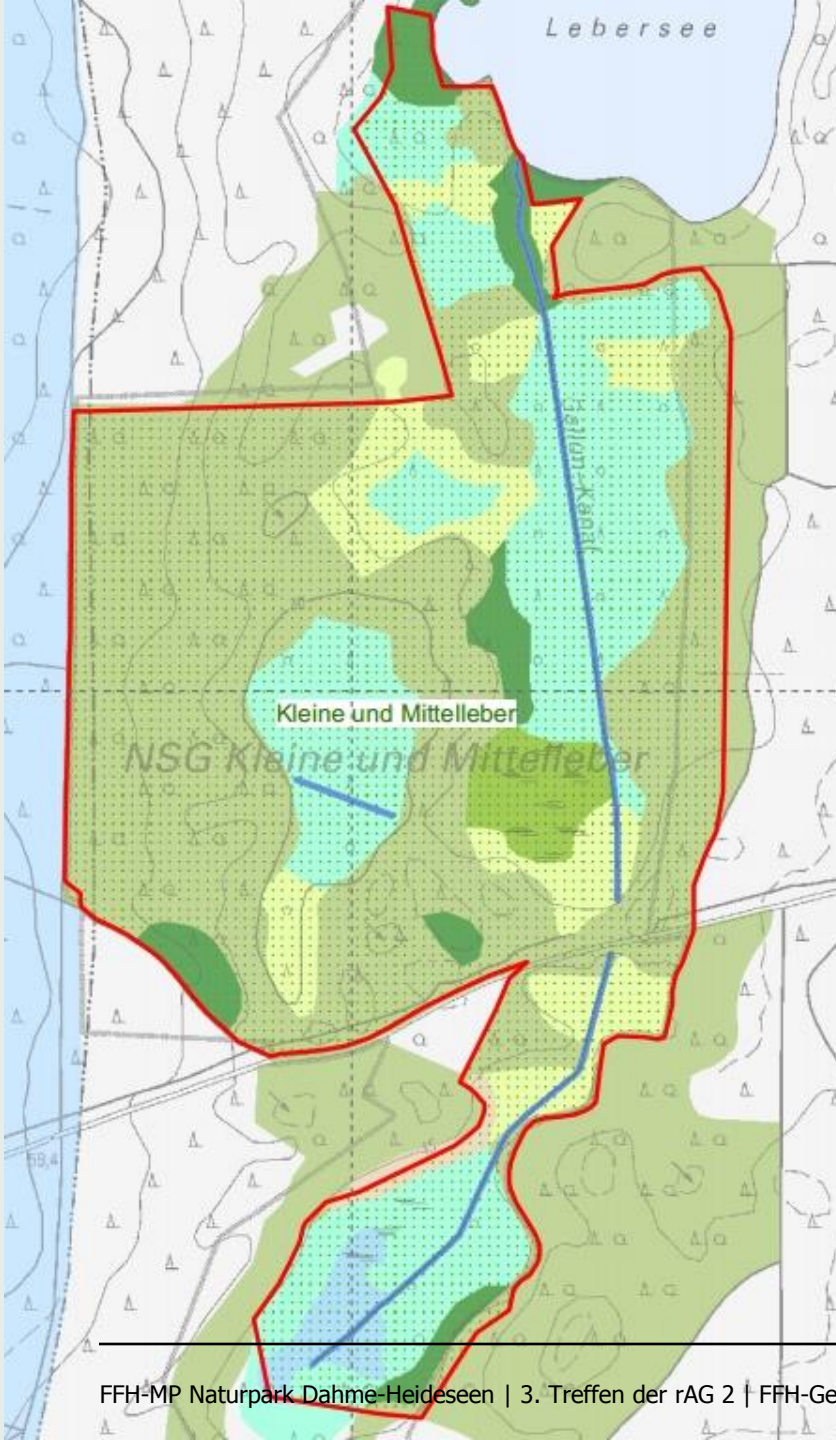 Lebersee
Gallun-Kanal
Kleine und Mittelleber
NSG Kleine und Mittelleber
59,4
FFH-MP Naturpark Dahme-Heideseen | 3. Treffen der rAG 2 | FFH-Ge